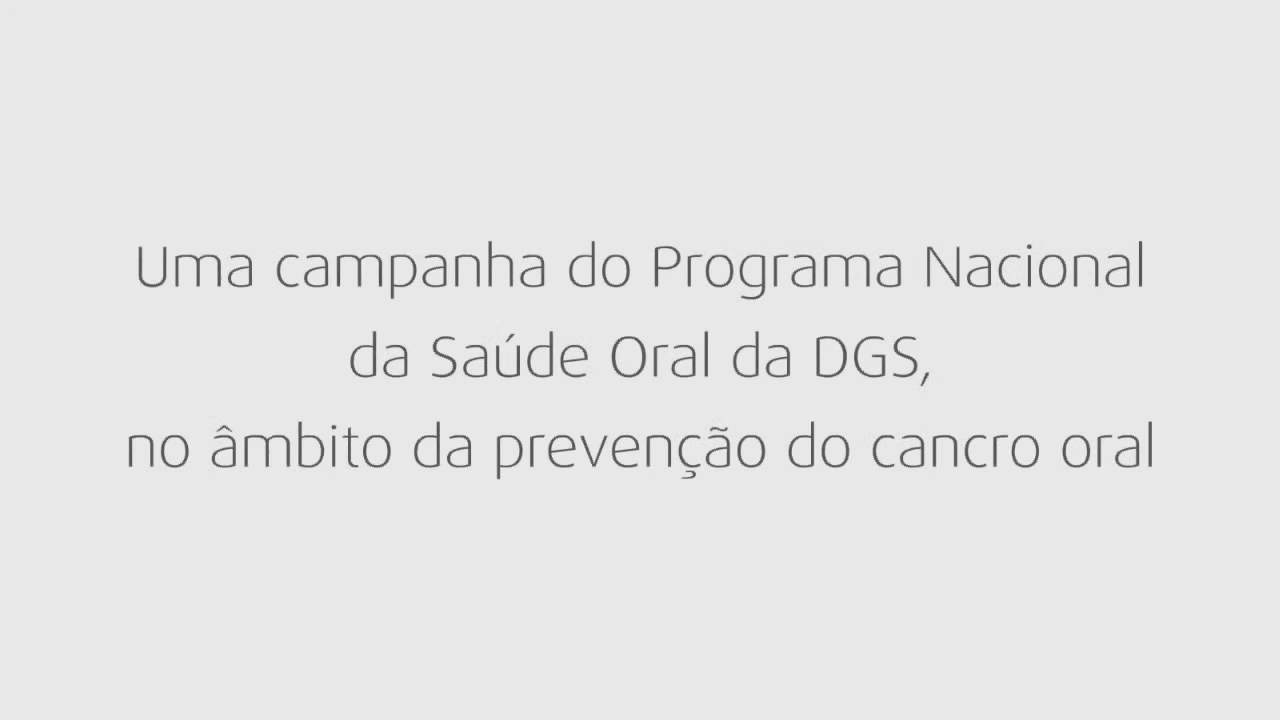 Uma campanha do Programa Nacional
da Saúde Oral da DGS,
no âmbito da prevenção do cancro oral